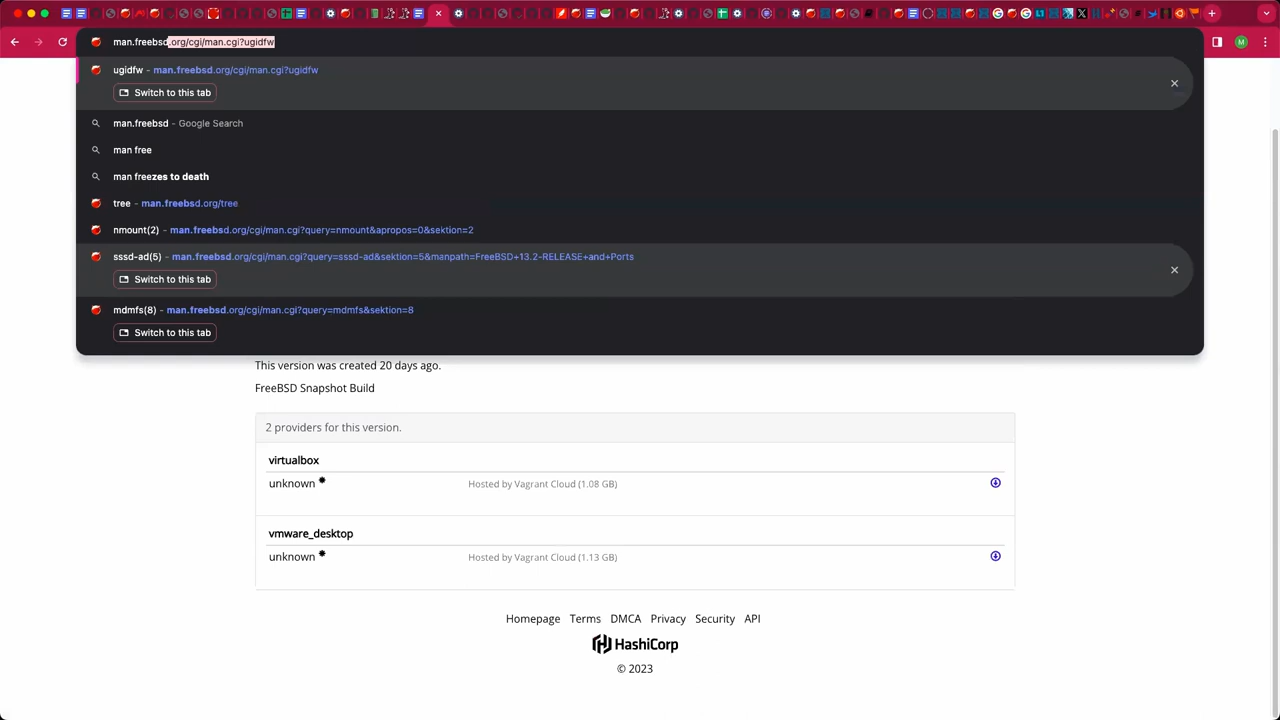 man.freebsd.org/cgi/man.cgi?ugidfw
M
ugidfw - man.freebsd.org/cgi/man.cgi?ugidfw
Switch to this tab
man.freebsd - Google Search
man free
man freezes to death
tree - man.freebsd.org/tree
nmount(2) - man.freebsd.org/cgi/man.cgi?query=nmount&apropos=0&sektion=2
sssd-ad(5) - man.freebsd.org/cgi/man.cgi?query=sssd-ad&sektion=5&manpath=FreeBSD+13.2-RELEASE+and+Ports
Switch to this tab
mdmfs(8) - man.freebsd.org/cgi/man.cgi?query=mdmfs&sektion=8
Switch to this tab
This version was created 20 days ago.
FreeBSD Snapshot Build
2 providers for this version.
virtualbox
unknown * Hosted by Vagrant Cloud (1.08 GB)
vmware_desktop
unknown * Hosted by Vagrant Cloud (1.13 GB)
Homepage Terms DMCA Privacy Security API
HashiCorp
© 2023